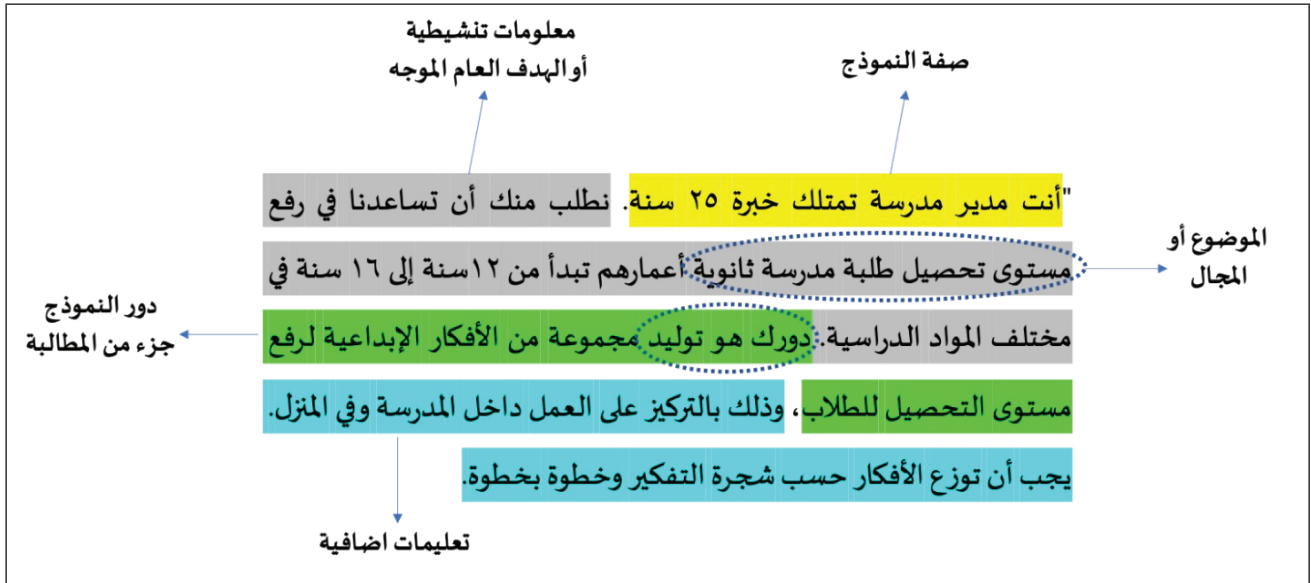 معلومات تنشيطية
أو الهدف العام الموجه
صفة النموذج
"أنت مدير مدرسة تمتلك خبرة ٢٥ سنة. نطلب منك أن تساعدنا في رفع
مستوى تحصيل طلبة مدرسة ثانوية أعمارهم تبدأ من ١٢سنة إلى ١٦ سنة في
مختلف المواد الدراسية. دورك هو توليد مجموعة من الأفكار الإبداعية لرفع
مستوى التحصيل للطلاب، وذلك بالتركيز على العمل داخل المدرسة وفي المنزل.
يجب أن توزع الأفكار حسب شجرة التفكير وخطوة بخطوة.
الموضوع أو
المجال
دور النموذج
جزء من المطالبة
تعليمات اضافية